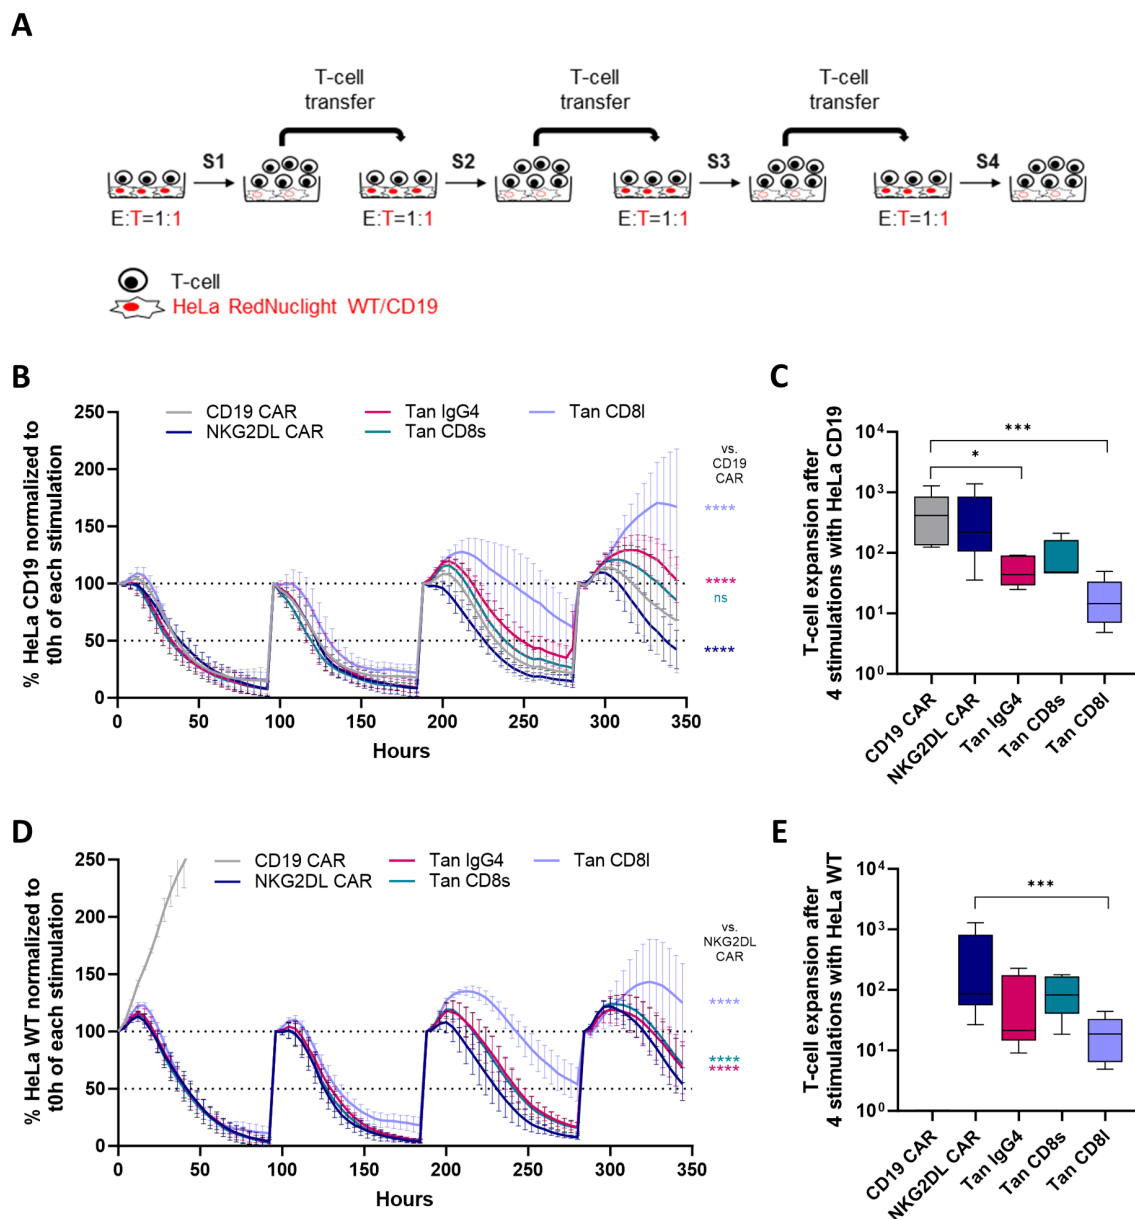 A
T-cell
transfer
T-cell
transfer
T-cell
transfer
S1
S2
S3
S4
E:T=1:1
E:T=1:1
E:T=1:1
E:T=1:1
T-cell
HeLa RedNuclight WT/CD19
B
% HeLa CD19 normalized to
t0h of each stimulation
250
200
150
100
50
0
CD19 CAR
NKG2DL CAR
Tan IgG4
Tan CD8s
Tan CD8l
vs.
CD19
CAR
****
****
ns
****
0 50 100 150 200 250 300 350
Hours
C
T-cell expansion after
4 stimulations with HeLa CD19
10⁴
10³
10²
10¹
10⁰
***
*
CD19 CAR
NKG2DL CAR
Tan IgG4
Tan CD8s
Tan CD8l
D
% HeLa WT normalized to
t0h of each stimulation
250
200
150
100
50
0
CD19 CAR
NKG2DL CAR
Tan IgG4
Tan CD8s
Tan CD8l
vs.
NKG2DL
CAR
****
****
****
0 50 100 150 200 250 300 350
Hours
E
T-cell expansion after
4 stimulations with HeLa WT
10⁴
10³
10²
10¹
10⁰
***
CD19 CAR
NKG2DL CAR
Tan IgG4
Tan CD8s
Tan CD8l